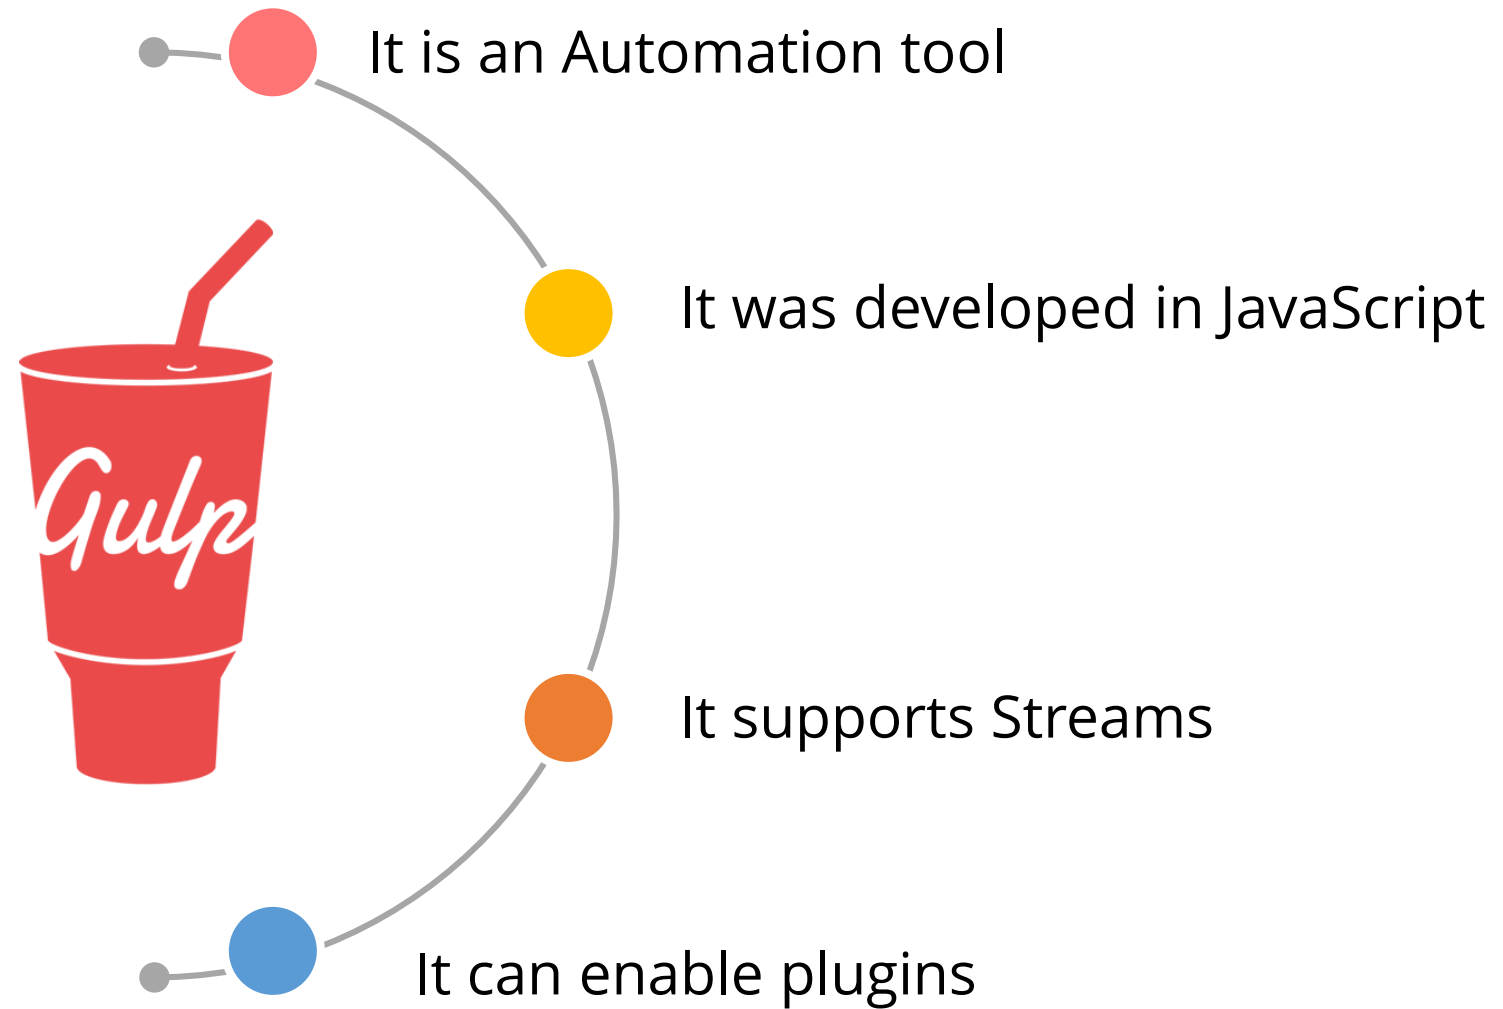 It is an Automation tool
It was developed in JavaScript
Gulp
It supports Streams
It can enable plugins